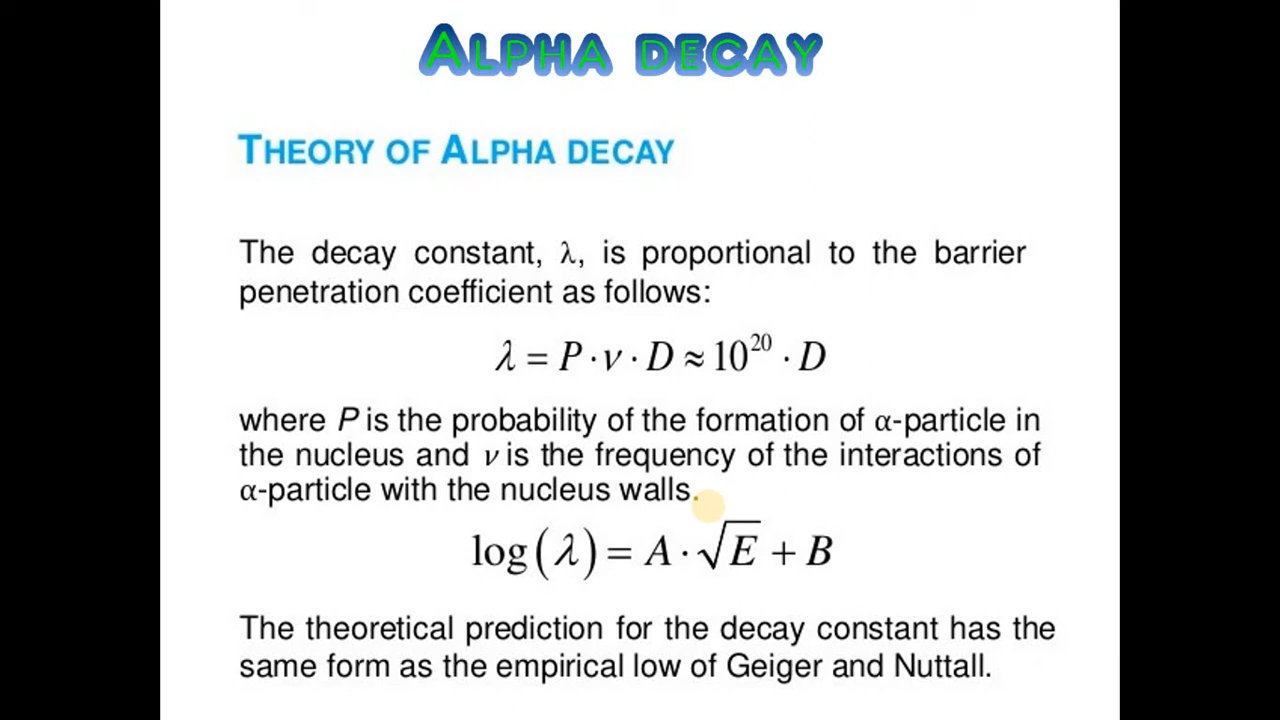 ALPHA DECAY
THEORY OF ALPHA DECAY
The decay constant, λ, is proportional to the barrier
penetration coefficient as follows:
λ = P · ν · D ≈ 10²⁰ · D
where P is the probability of the formation of α-particle in
the nucleus and ν is the frequency of the interactions of
α-particle with the nucleus walls.
log(λ) = A · √E + B
The theoretical prediction for the decay constant has the
same form as the empirical low of Geiger and Nuttall.